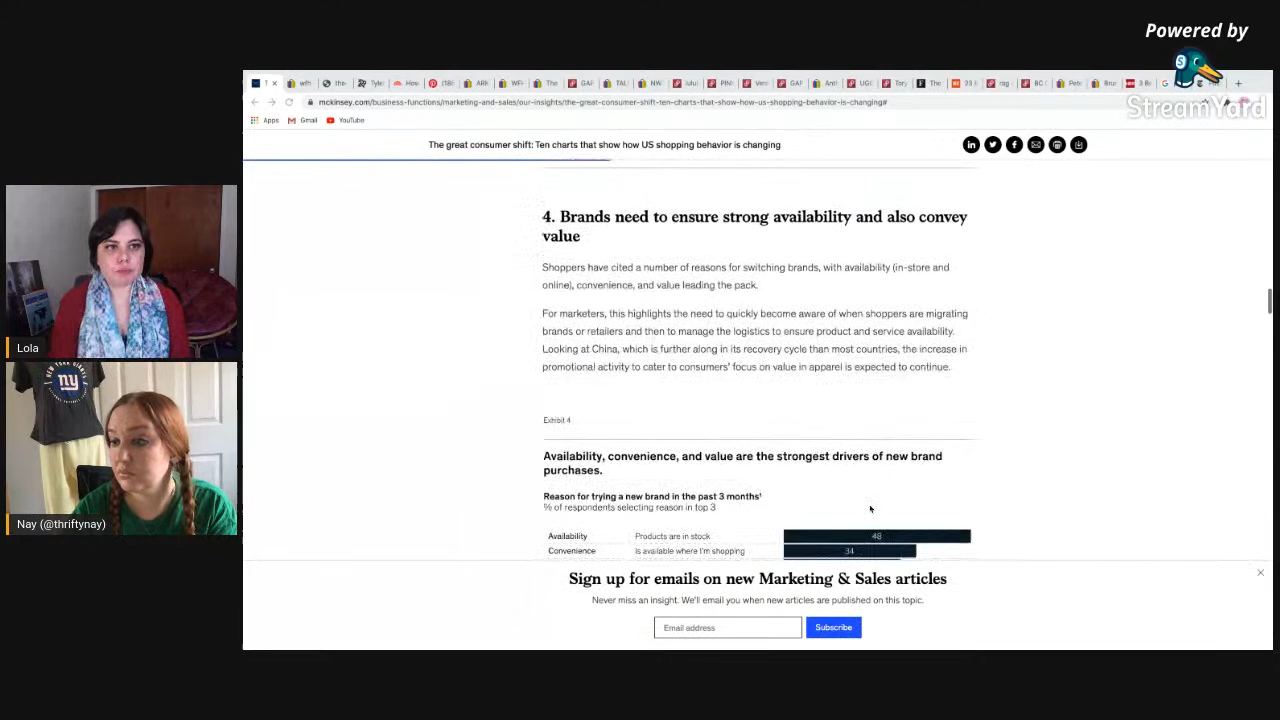 Powered by
StreamYard
mckinsey.com/business-functions/marketing-and-sales/our-insights/the-great-consumer-shift-ten-charts-that-show-how-us-shopping-behavior-is-changing#
Apps Gmail YouTube
The great consumer shift: Ten charts that show how US shopping behavior is changing
4. Brands need to ensure strong availability and also convey
value
Shoppers have cited a number of reasons for switching brands, with availability (in-store and
online), convenience, and value leading the pack.
For marketers, this highlights the need to quickly become aware of when shoppers are migrating
brands or retailers and then to manage the logistics to ensure product and service availability.
Looking at China, which is further along in its recovery cycle than most countries, the increase in
promotional activity to cater to consumers' focus on value in apparel is expected to continue.
Exhibit 4
Availability, convenience, and value are the strongest drivers of new brand
purchases.
Reason for trying a new brand in the past 3 months¹
% of respondents selecting reason in top 3
Availability Products are in stock 48
Convenience Is available where I'm shopping 34
Sign up for emails on new Marketing & Sales articles
Never miss an insight. We'll email you when new articles are published on this topic.
Email address Subscribe
Lola
NEW YORK GIANTS
ny
Nay (@thriftynay)